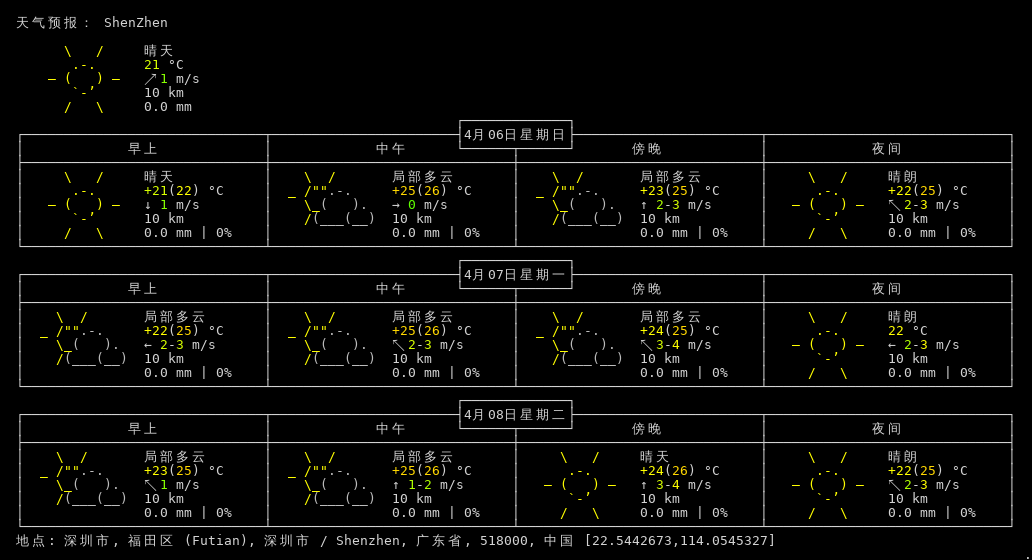 天气预报： ShenZhen
晴天
21 °C
↗ 1 m/s
10 km
0.0 mm
4月06日星期日
早上 中午 傍晚 夜间
晴天 局部多云 局部多云 晴朗
+21(22) °C +25(26) °C +23(25) °C +22(25) °C
↓ 1 m/s → 0 m/s ↑ 2-3 m/s ↖ 2-3 m/s
10 km 10 km 10 km 10 km
0.0 mm | 0% 0.0 mm | 0% 0.0 mm | 0% 0.0 mm | 0%
4月07日星期一
早上 中午 傍晚 夜间
局部多云 局部多云 局部多云 晴朗
+22(25) °C +25(26) °C +24(25) °C 22 °C
← 2-3 m/s ↖ 2-3 m/s ↖ 3-4 m/s ← 2-3 m/s
10 km 10 km 10 km 10 km
0.0 mm | 0% 0.0 mm | 0% 0.0 mm | 0% 0.0 mm | 0%
4月08日星期二
早上 中午 傍晚 夜间
局部多云 局部多云 晴天 晴朗
+23(25) °C +25(26) °C +24(26) °C +22(25) °C
↖ 1 m/s ↑ 1-2 m/s ↑ 3-4 m/s ↖ 2-3 m/s
10 km 10 km 10 km 10 km
0.0 mm | 0% 0.0 mm | 0% 0.0 mm | 0% 0.0 mm | 0%
地点: 深圳市, 福田区 (Futian), 深圳市 / Shenzhen, 广东省, 518000, 中国 [22.5442673,114.0545327]